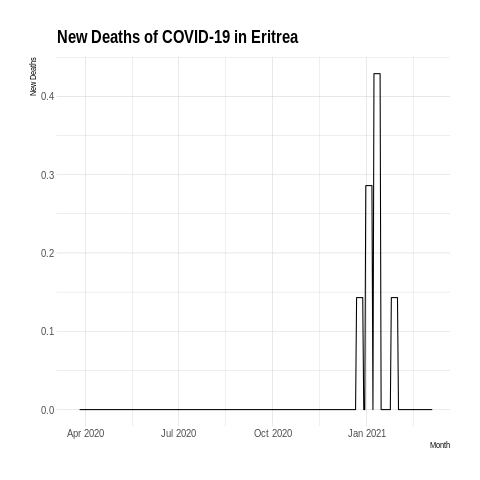 New Deaths of COVID-19 in Eritrea
New Deaths
0.4
0.3
0.2
0.1
0.0
Apr 2020 Jul 2020 Oct 2020 Jan 2021
Month